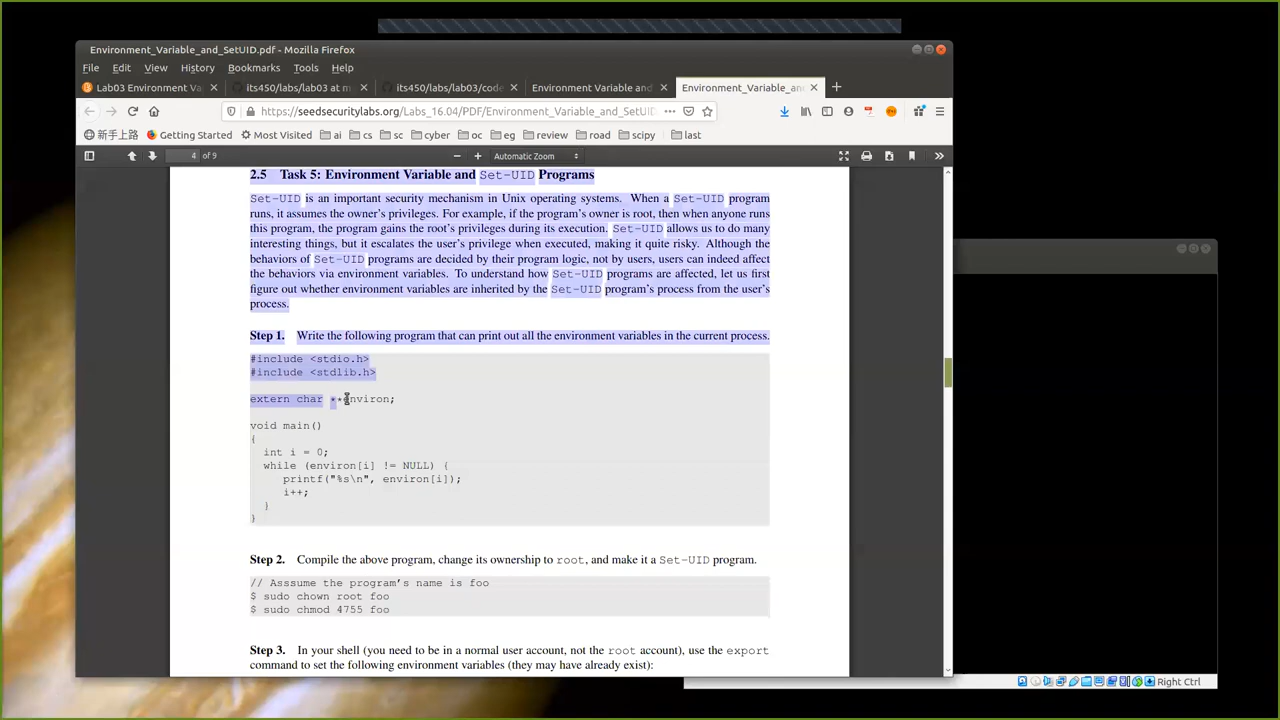 Environment_Variable_and_SetUID.pdf - Mozilla Firefox
File Edit View History Bookmarks Tools Help
Lab03 Environment Va
its450/labs/lab03 at m
its450/labs/lab03/code
Environment Variable and
Environment_Variable_an
https://seedsecuritylabs.org/Labs_16.04/PDF/Environment_Variable_and_SetUID
新手上路 Getting Started Most Visited ai cs sc cyber oc eg review road scipy last
4 of 9 Automatic Zoom
2.5 Task 5: Environment Variable and Set-UID Programs
Set-UID is an important security mechanism in Unix operating systems. When a Set-UID program
runs, it assumes the owner's privileges. For example, if the program's owner is root, then when anyone runs
this program, the program gains the root's privileges during its execution. Set-UID allows us to do many
interesting things, but it escalates the user's privilege when executed, making it quite risky. Although the
behaviors of Set-UID programs are decided by their program logic, not by users, users can indeed affect
the behaviors via environment variables. To understand how Set-UID programs are affected, let us first
figure out whether environment variables are inherited by the Set-UID program's process from the user's
process.
Step 1. Write the following program that can print out all the environment variables in the current process.
#include <stdio.h>
#include <stdlib.h>
extern char **environ;
void main()
{
int i = 0;
while (environ[i] != NULL) {
printf("%s\n", environ[i]);
i++;
}
}
Step 2. Compile the above program, change its ownership to root, and make it a Set-UID program.
// Asssume the program's name is foo
$ sudo chown root foo
$ sudo chmod 4755 foo
Step 3. In your shell (you need to be in a normal user account, not the root account), use the export
command to set the following environment variables (they may have already exist):
Right Ctrl